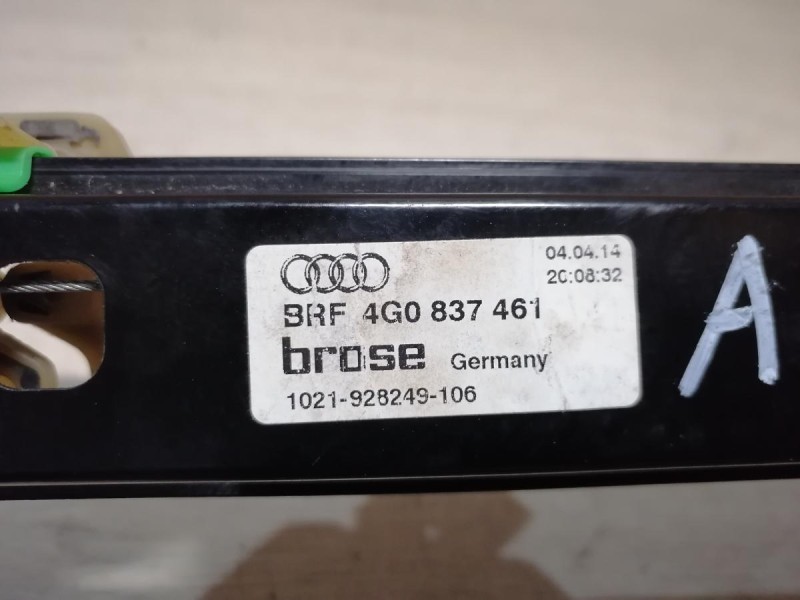 04.04.14
20:08:32
BRF 4G0 837 461
brose Germany
1021-928249-106
A